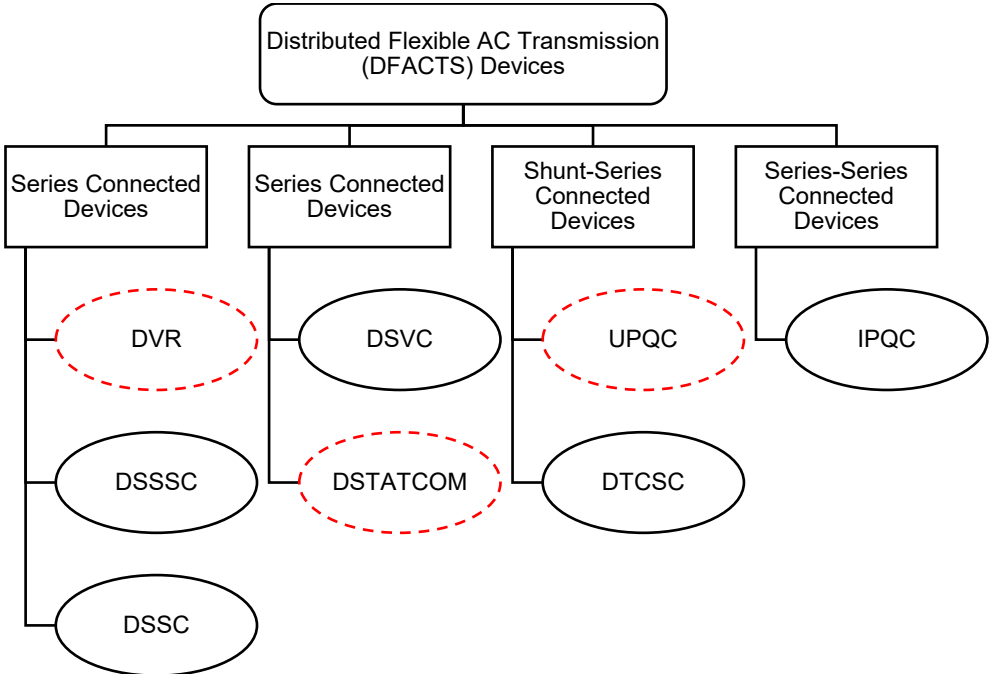 Distributed Flexible AC Transmission
(DFACTS) Devices
Series Connected
Devices
Series Connected
Devices
Shunt-Series
Connected
Devices
Series-Series
Connected
Devices
DVR
DSVC
UPQC
IPQC
DSSSC
DSTATCOM
DTCSC
DSSC